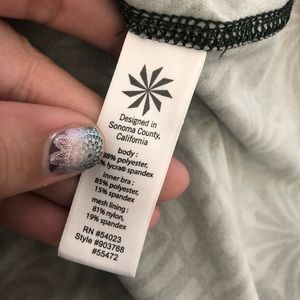 Designed in
Sonoma County,
California
body :
polyester,
lycra® spandex
inner bra :
85% polyester,
15% spandex
mesh lining :
81% nylon,
19% spandex
RN #54023
Style #903768
#55472